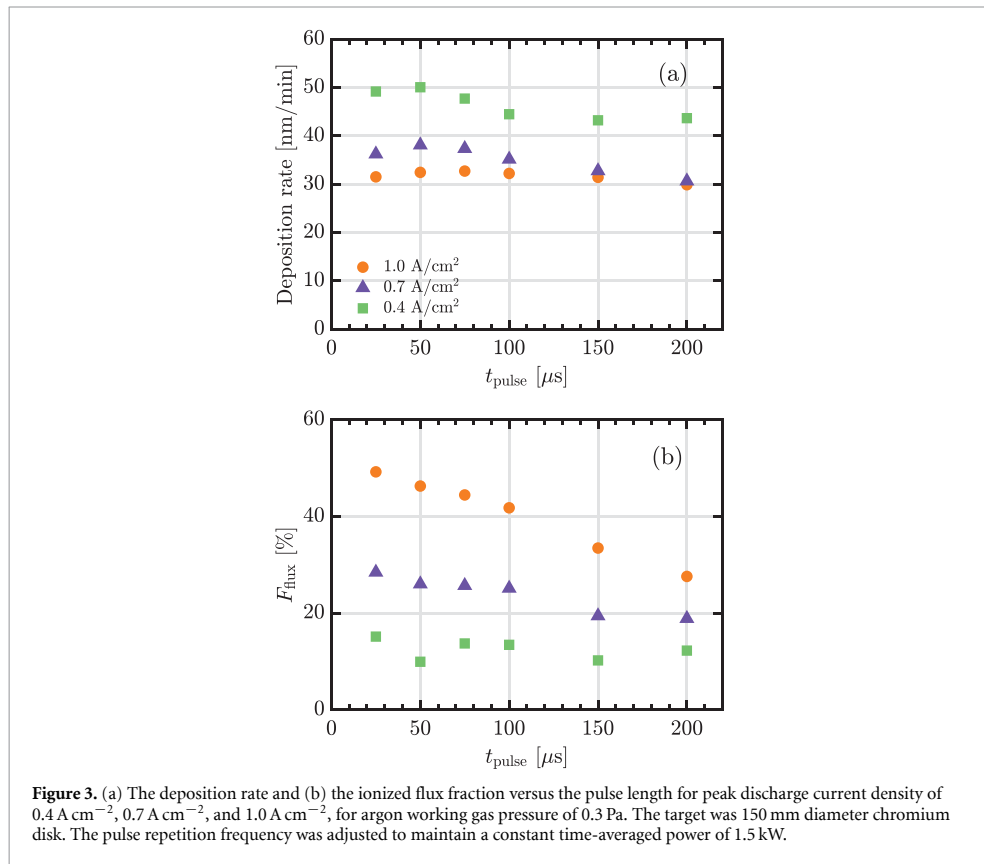 60
50
40
30
20
10
0
Deposition rate [nm/min]
(a)
1.0 A/cm²
0.7 A/cm²
0.4 A/cm²
0 50 100 150 200
t_pulse [μs]
60
40
20
0
F_flux [%]
(b)
0 50 100 150 200
t_pulse [μs]
Figure 3. (a) The deposition rate and (b) the ionized flux fraction versus the pulse length for peak discharge current density of
0.4 A cm⁻², 0.7 A cm⁻², and 1.0 A cm⁻², for argon working gas pressure of 0.3 Pa. The target was 150 mm diameter chromium
disk. The pulse repetition frequency was adjusted to maintain a constant time-averaged power of 1.5 kW.